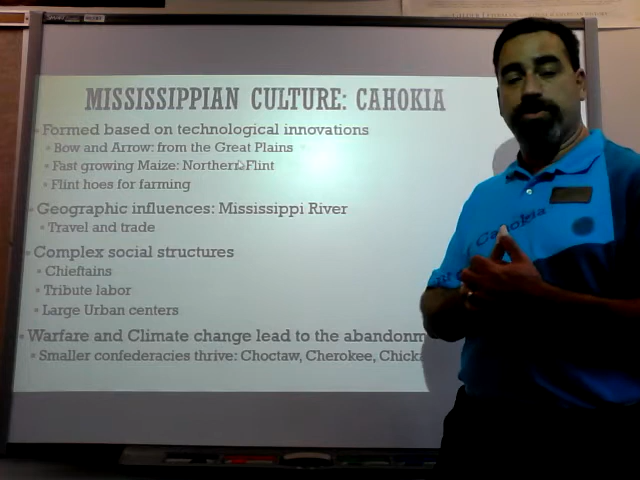 MISSISSIPPIAN CULTURE: CAHOKIA
• Formed based on technological innovations
• Bow and Arrow: from the Great Plains
• Fast growing Maize: Northern Flint
• Flint hoes for farming
• Geographic influences: Mississippi River
• Travel and trade
• Complex social structures
• Chieftains
• Tribute labor
• Large Urban centers
• Warfare and Climate change lead to the abandonm
• Smaller confederacies thrive: Choctaw, Cherokee, Chick
Cahokia